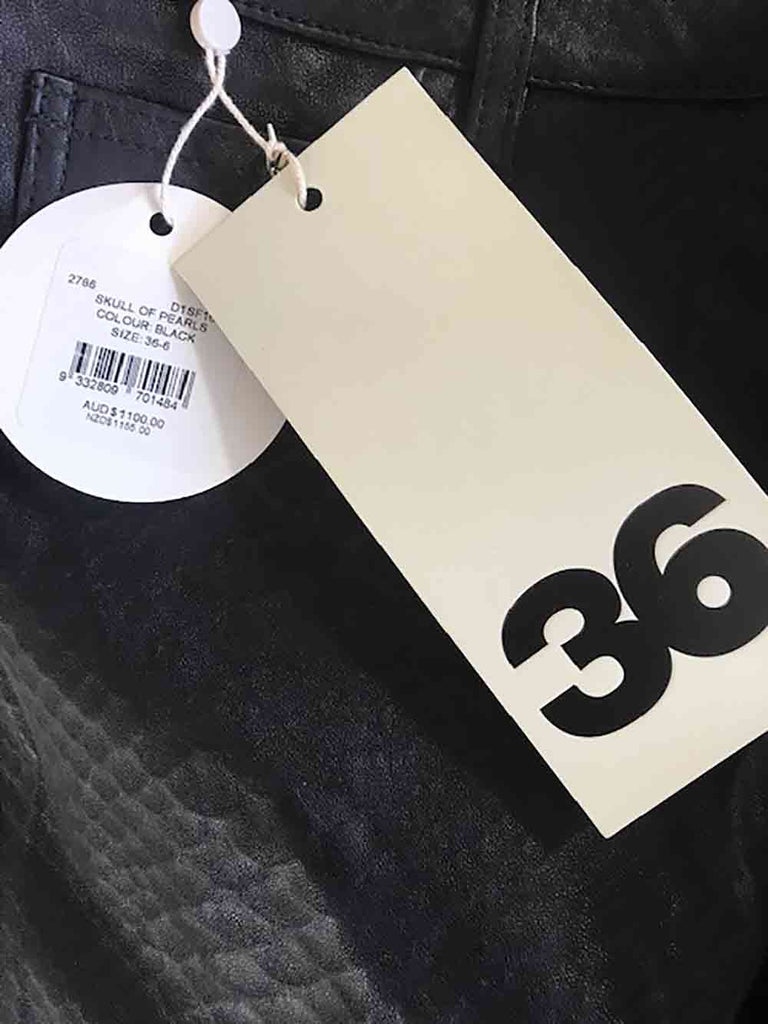 2786
D1SF1
SKULL OF PEARLS
COLOUR: BLACK
SIZE: 36-6
9 332809 701484
AUD$1100.00
NZD$1155.00
36